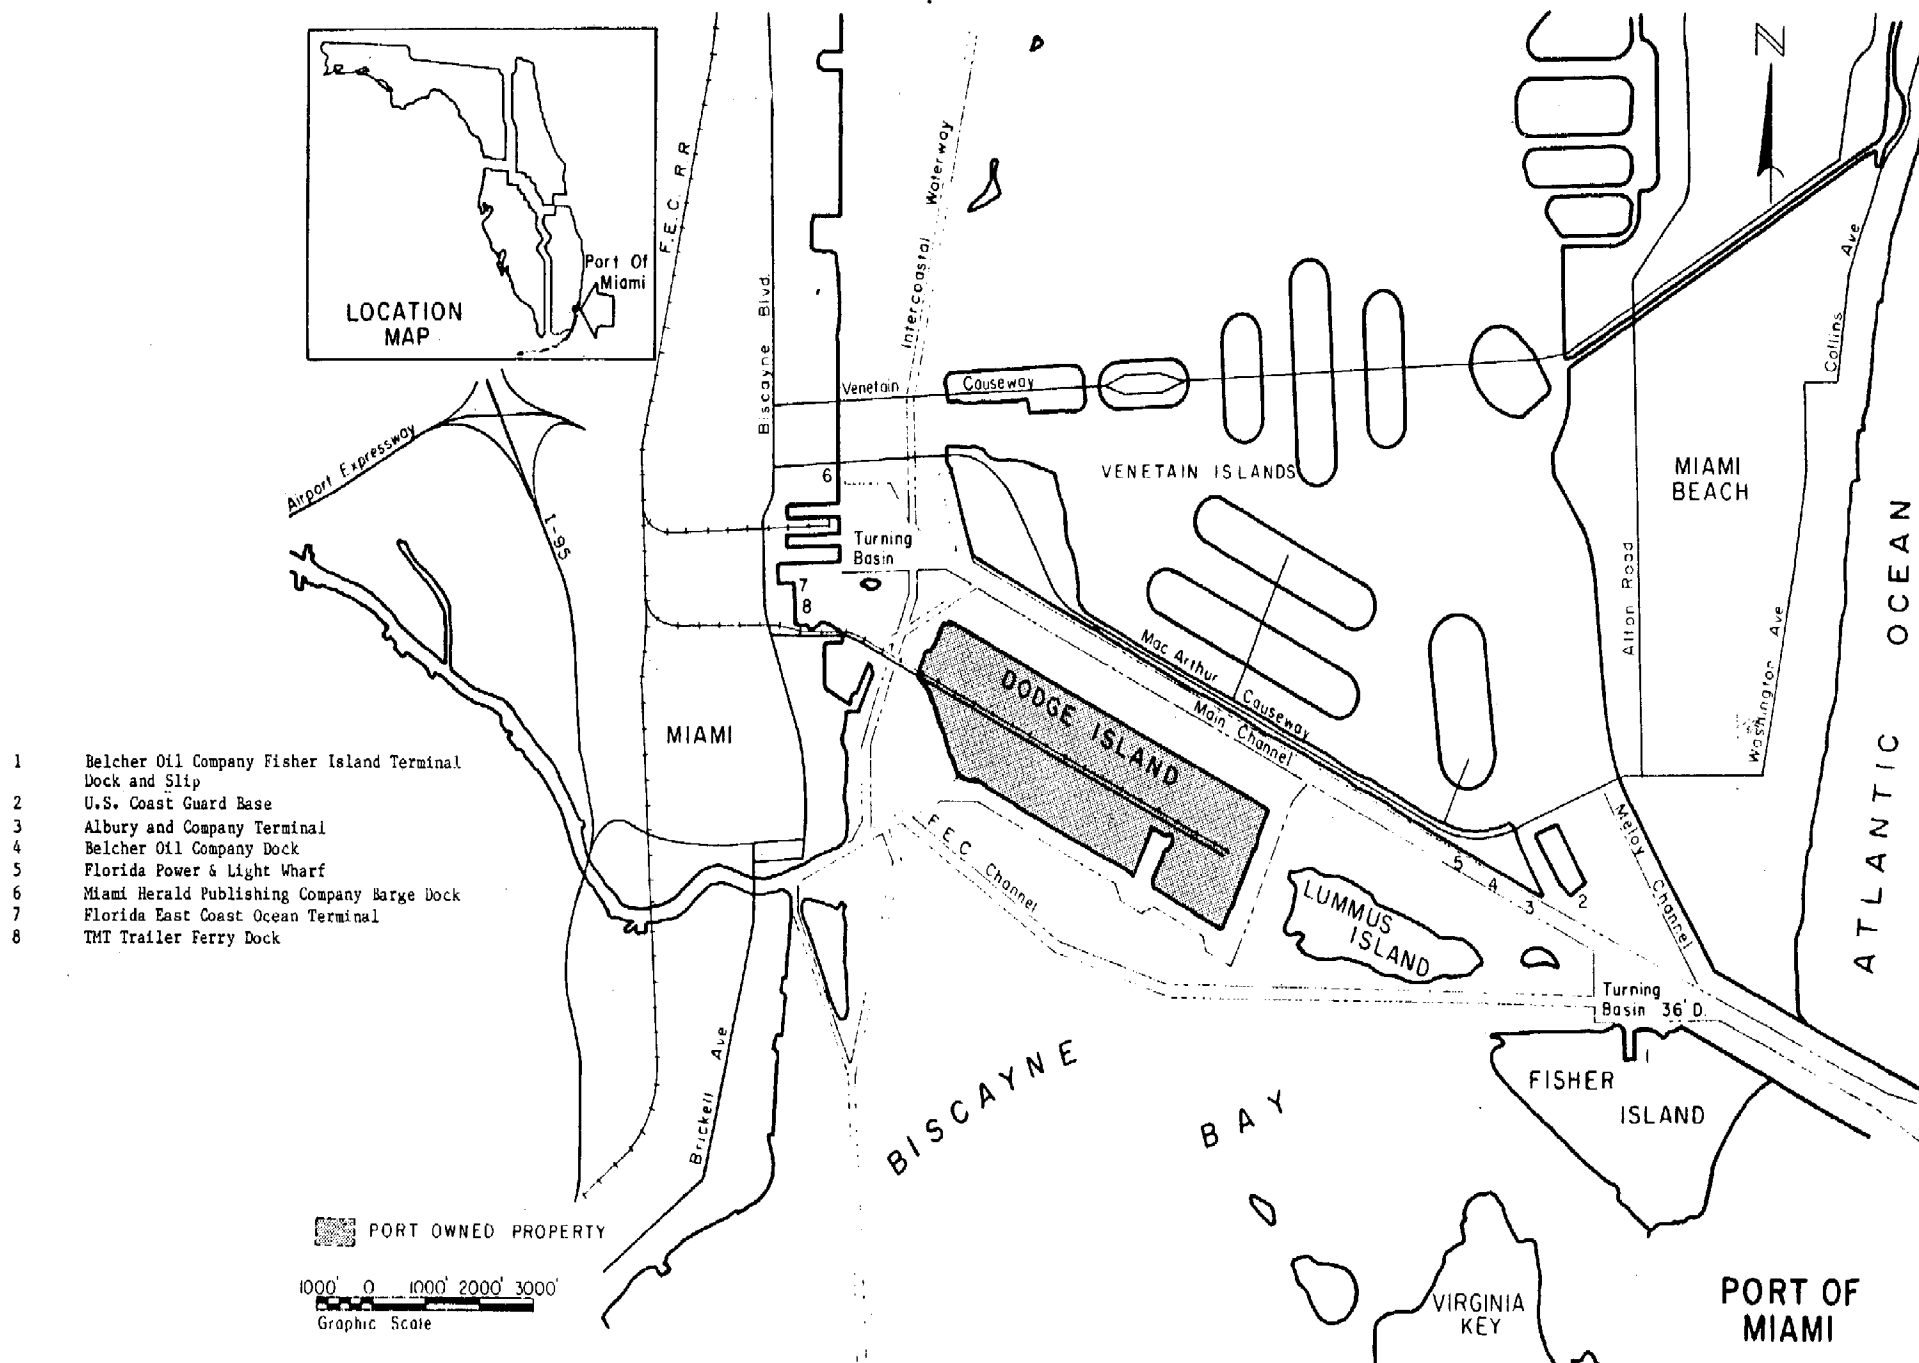 N
Port Of
Miami
LOCATION
MAP
F.E.C. R R
Biscayne Blvd.
Intercoastal Waterway
Collins Ave
Venetain Causeway
Airport Expressway
I-95
6
VENETAIN ISLANDS
MIAMI
BEACH
Turning
Basin
7
8
Alton Road
Washington Ave
ATLANTIC OCEAN
Mac Arthur Causeway
Main Channel
DODGE ISLAND
MIAMI
1 Belcher Oil Company Fisher Island Terminal
Dock and Slip
2 U.S. Coast Guard Base
3 Albury and Company Terminal
4 Belcher Oil Company Dock
5 Florida Power & Light Wharf
6 Miami Herald Publishing Company Barge Dock
7 Florida East Coast Ocean Terminal
8 TMT Trailer Ferry Dock
F.E.C. Channel
Meloy Channel
5
4
3
2
LUMMUS
ISLAND
Turning
Basin 36' D.
1
FISHER
ISLAND
Brickell Ave
BISCAYNE BAY
PORT OWNED PROPERTY
1000' 0 1000' 2000' 3000'
Graphic Scale
VIRGINIA
KEY
PORT OF
MIAMI